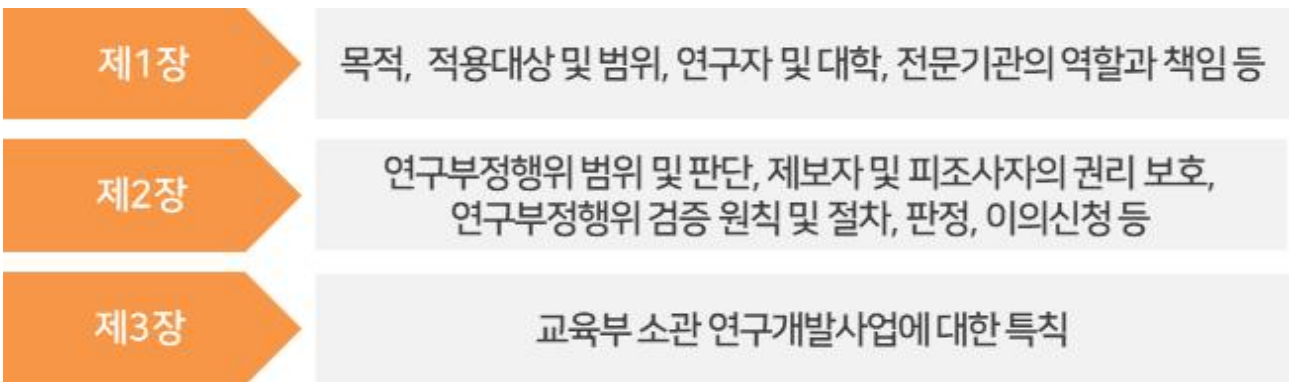 제1장
목적, 적용대상 및 범위, 연구자 및 대학, 전문기관의 역할과 책임 등
제2장
연구부정행위 범위 및 판단, 제보자 및 피조사자의 권리 보호,
연구부정행위 검증 원칙 및 절차, 판정, 이의신청 등
제3장
교육부 소관 연구개발사업에 대한 특칙